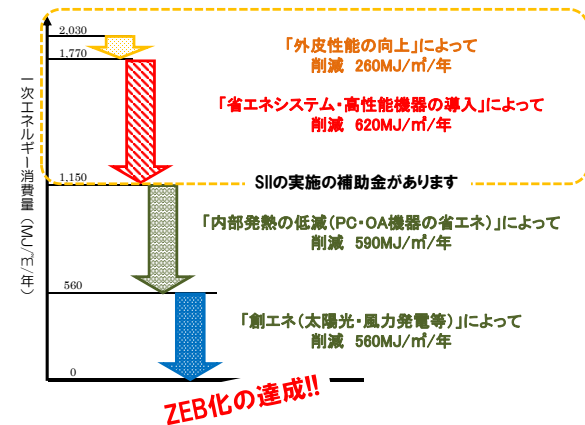 2,030
「外皮性能の向上」によって
削減 260MJ/㎡/年
1,770
「省エネシステム・高性能機器の導入」によって
削減 620MJ/㎡/年
一次エネルギー消費量(MJ/㎡/年)
1,150
SIIの実施の補助金があります
「内部発熱の低減(PC・OA機器の省エネ)」によって
削減 590MJ/㎡/年
560
「創エネ(太陽光・風力発電等)」によって
削減 560MJ/㎡/年
0
ZEB化の達成!!